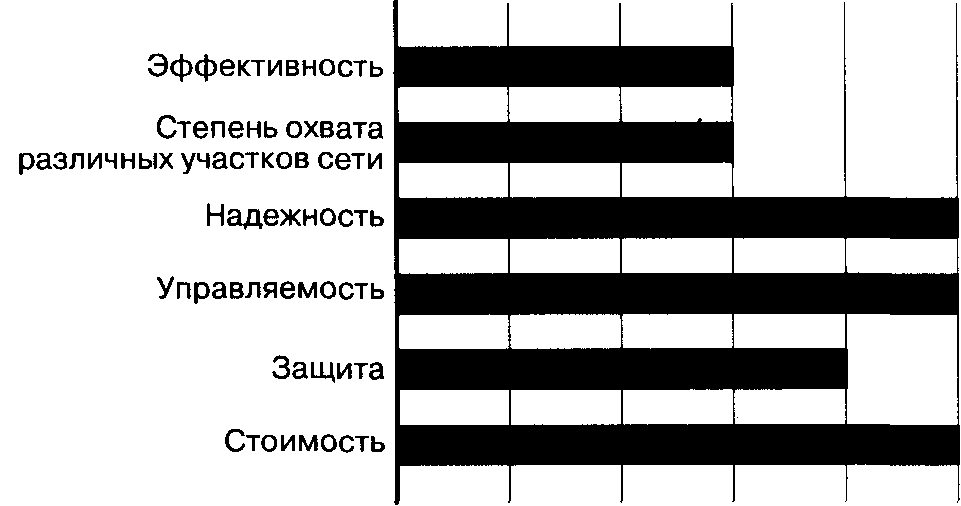 Эффективность
Степень охвата
различных участков сети
Надежность
Управляемость
Защита
Стоимость